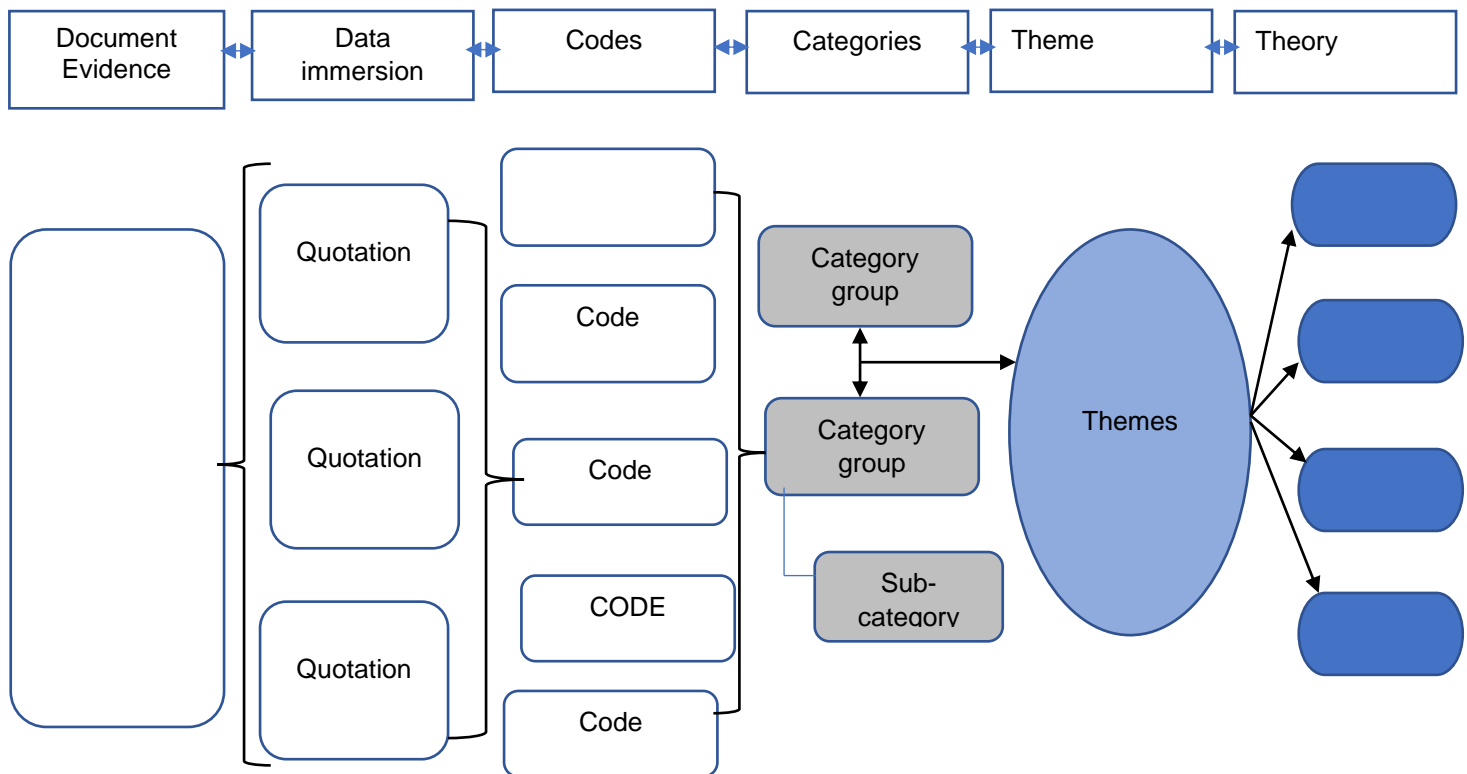 Document
Evidence
Data
immersion
Codes
Categories
Theme
Theory
Quotation
Quotation
Quotation
Code
Code
CODE
Code
Category
group
Category
group
Sub-
category
Themes